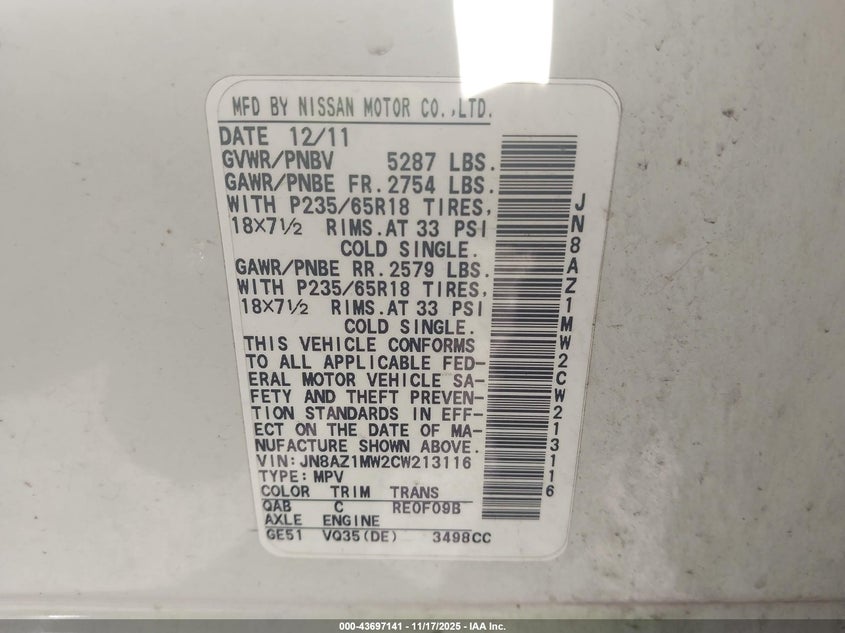 MFD BY NISSAN MOTOR CO.,LTD.
DATE 12/11
GVWR/PNBV 5287 LBS.
GAWR/PNBE FR. 2754 LBS.
WITH P235/65R18 TIRES,
18X7½ RIMS.AT 33 PSI
COLD SINGLE.
GAWR/PNBE RR. 2579 LBS.
WITH P235/65R18 TIRES,
18X7½ RIMS.AT 33 PSI
COLD SINGLE.
THIS VEHICLE CONFORMS
TO ALL APPLICABLE FED-
ERAL MOTOR VEHICLE SA-
FETY AND THEFT PREVEN-
TION STANDARDS IN EFF-
ECT ON THE DATE OF MA-
NUFACTURE SHOWN ABOVE.
VIN:JN8AZ1MW2CW213116
TYPE:MPV
COLOR TRIM TRANS
QAB C RE0F09B
AXLE ENGINE
GE51 VQ35(DE) 3498CC
JN8AZ1MW2CW213116
000-43697141 - 11/17/2025 - IAA Inc.